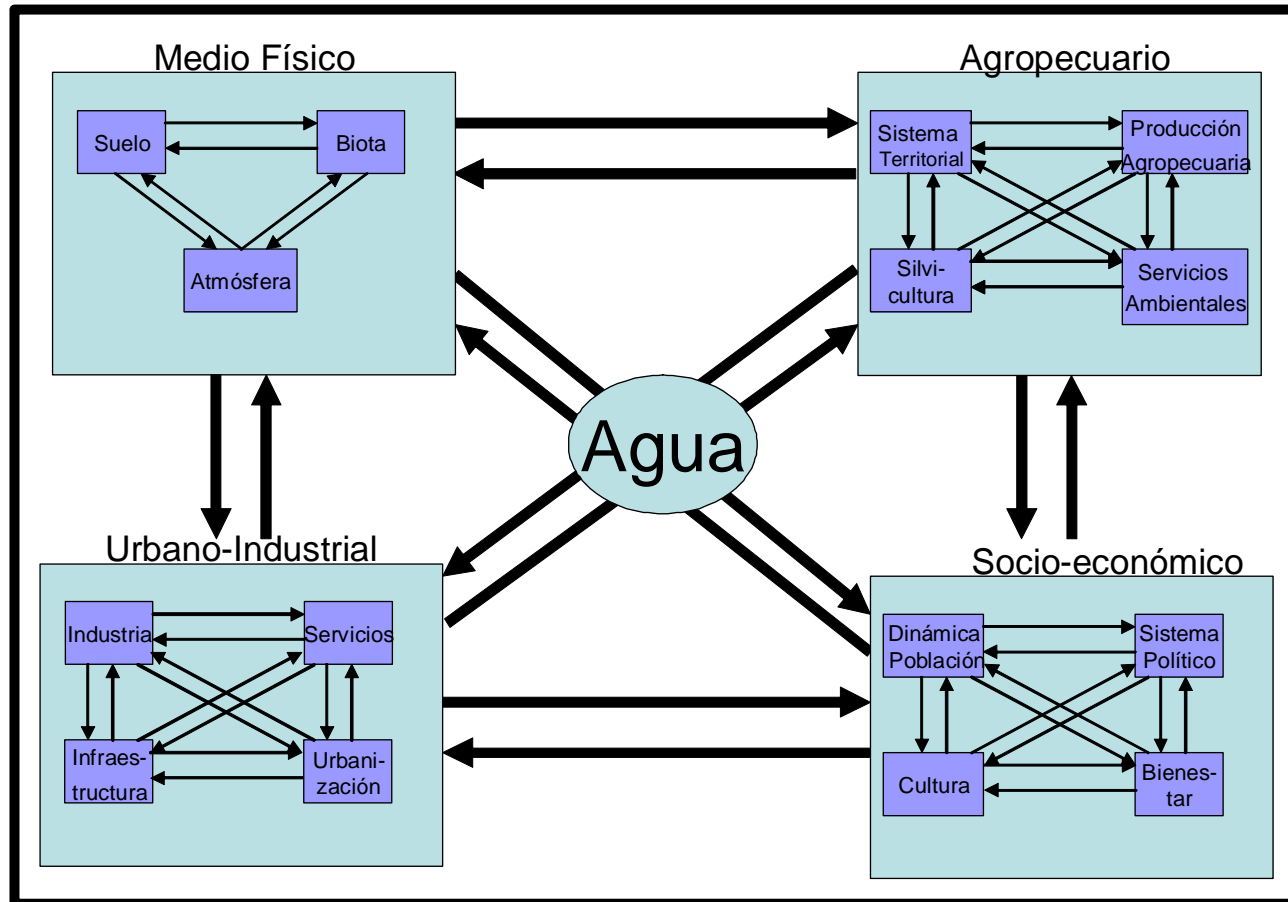 Medio Físico
Suelo
Biota
Atmósfera
Agropecuario
Sistema
Territorial
Producción
Agropecuaria
Silvi-
cultura
Servicios
Ambientales
Agua
Urbano-Industrial
Industria
Servicios
Infraes-
tructura
Urbani-
zación
Socio-económico
Dinámica
Población
Sistema
Político
Cultura
Bienes-
tar